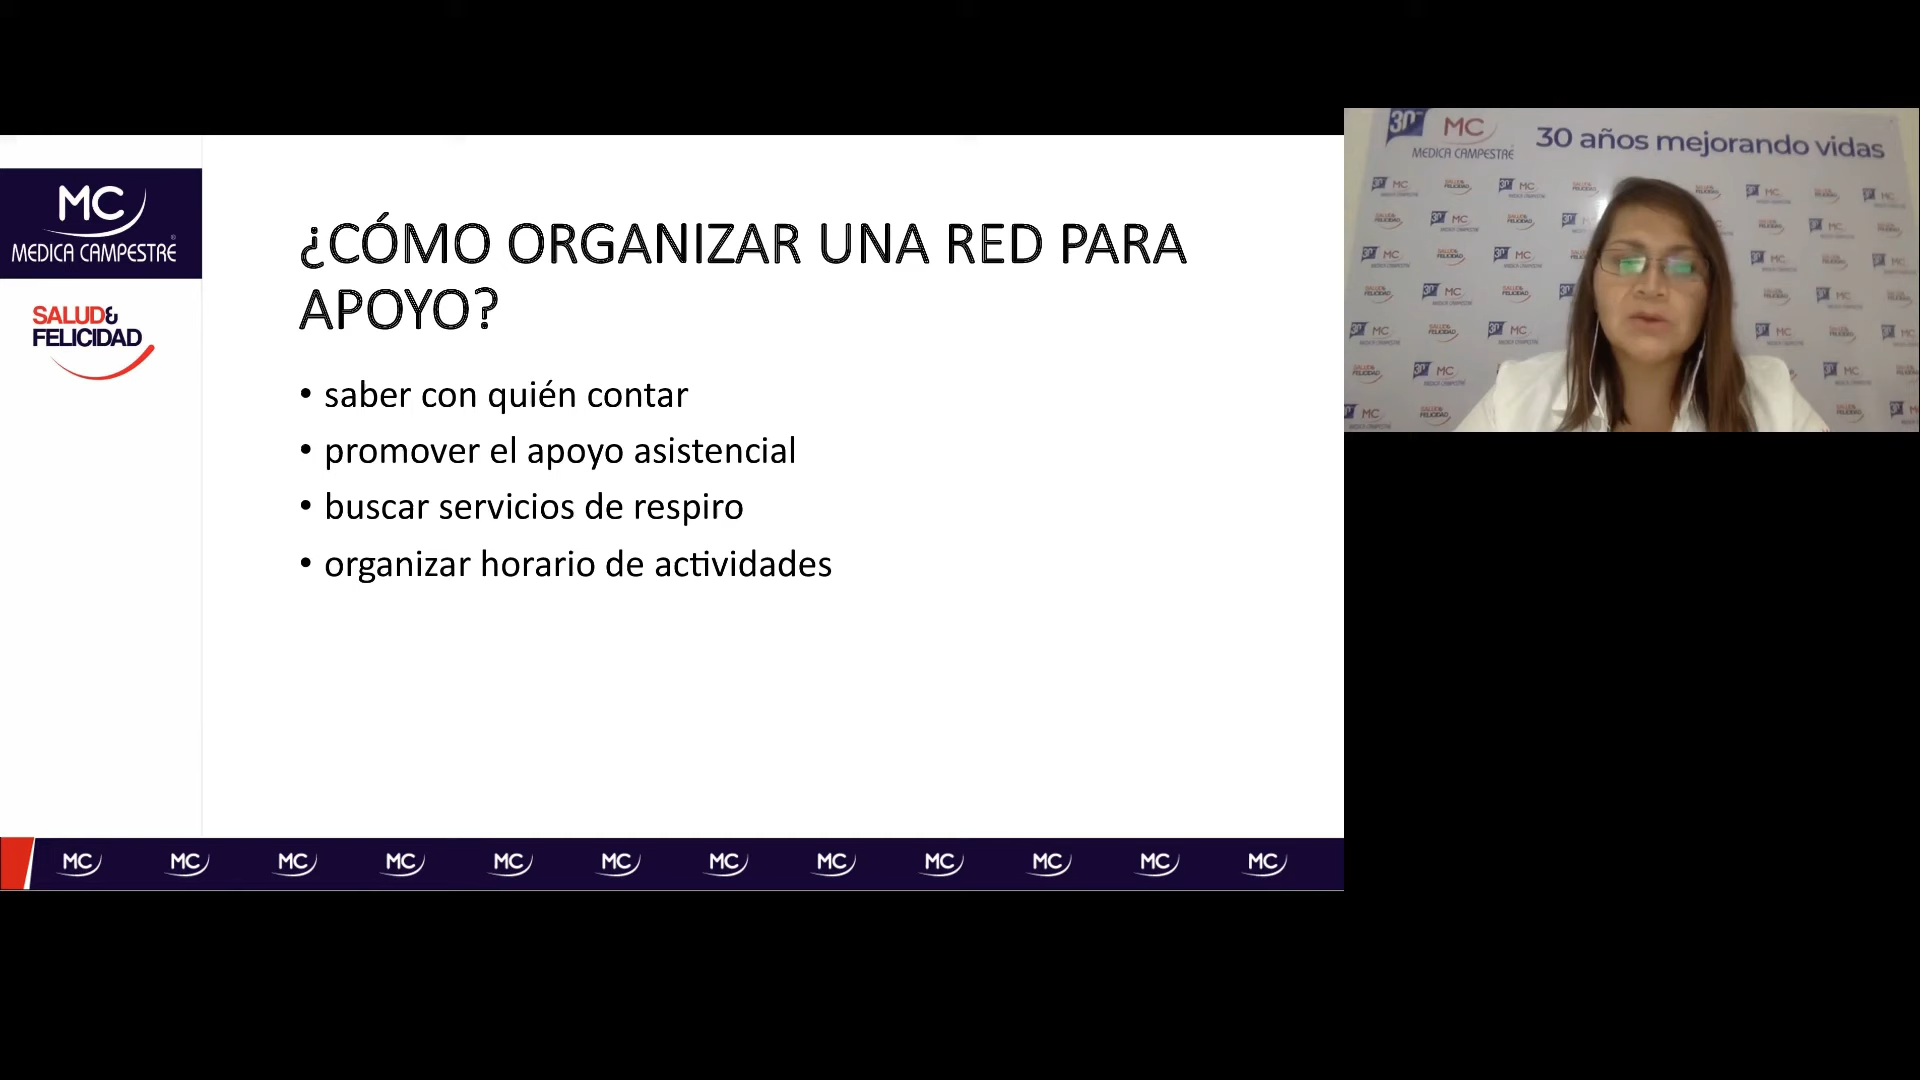 MC
MEDICA CAMPESTRE®
SALUD&
FELICIDAD
¿CÓMO ORGANIZAR UNA RED PARA
APOYO?
• saber con quién contar
• promover el apoyo asistencial
• buscar servicios de respiro
• organizar horario de actividades
MC MC MC MC MC MC MC MC MC MC MC MC
30 MC
MEDICA CAMPESTRE
30 años mejorando vidas